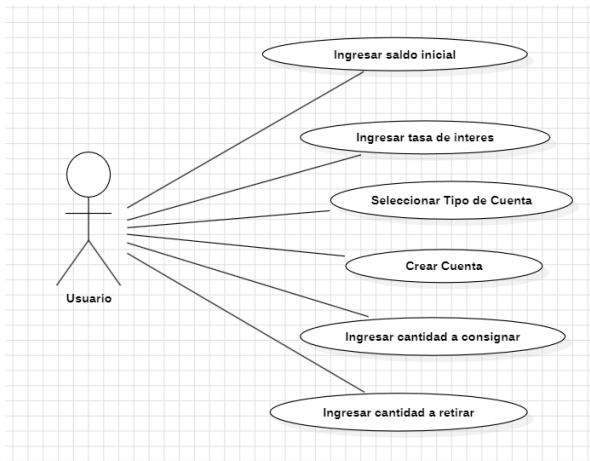 Ingresar saldo inicial
Ingresar tasa de interes
Seleccionar Tipo de Cuenta
Crear Cuenta
Usuario
Ingresar cantidad a consignar
Ingresar cantidad a retirar